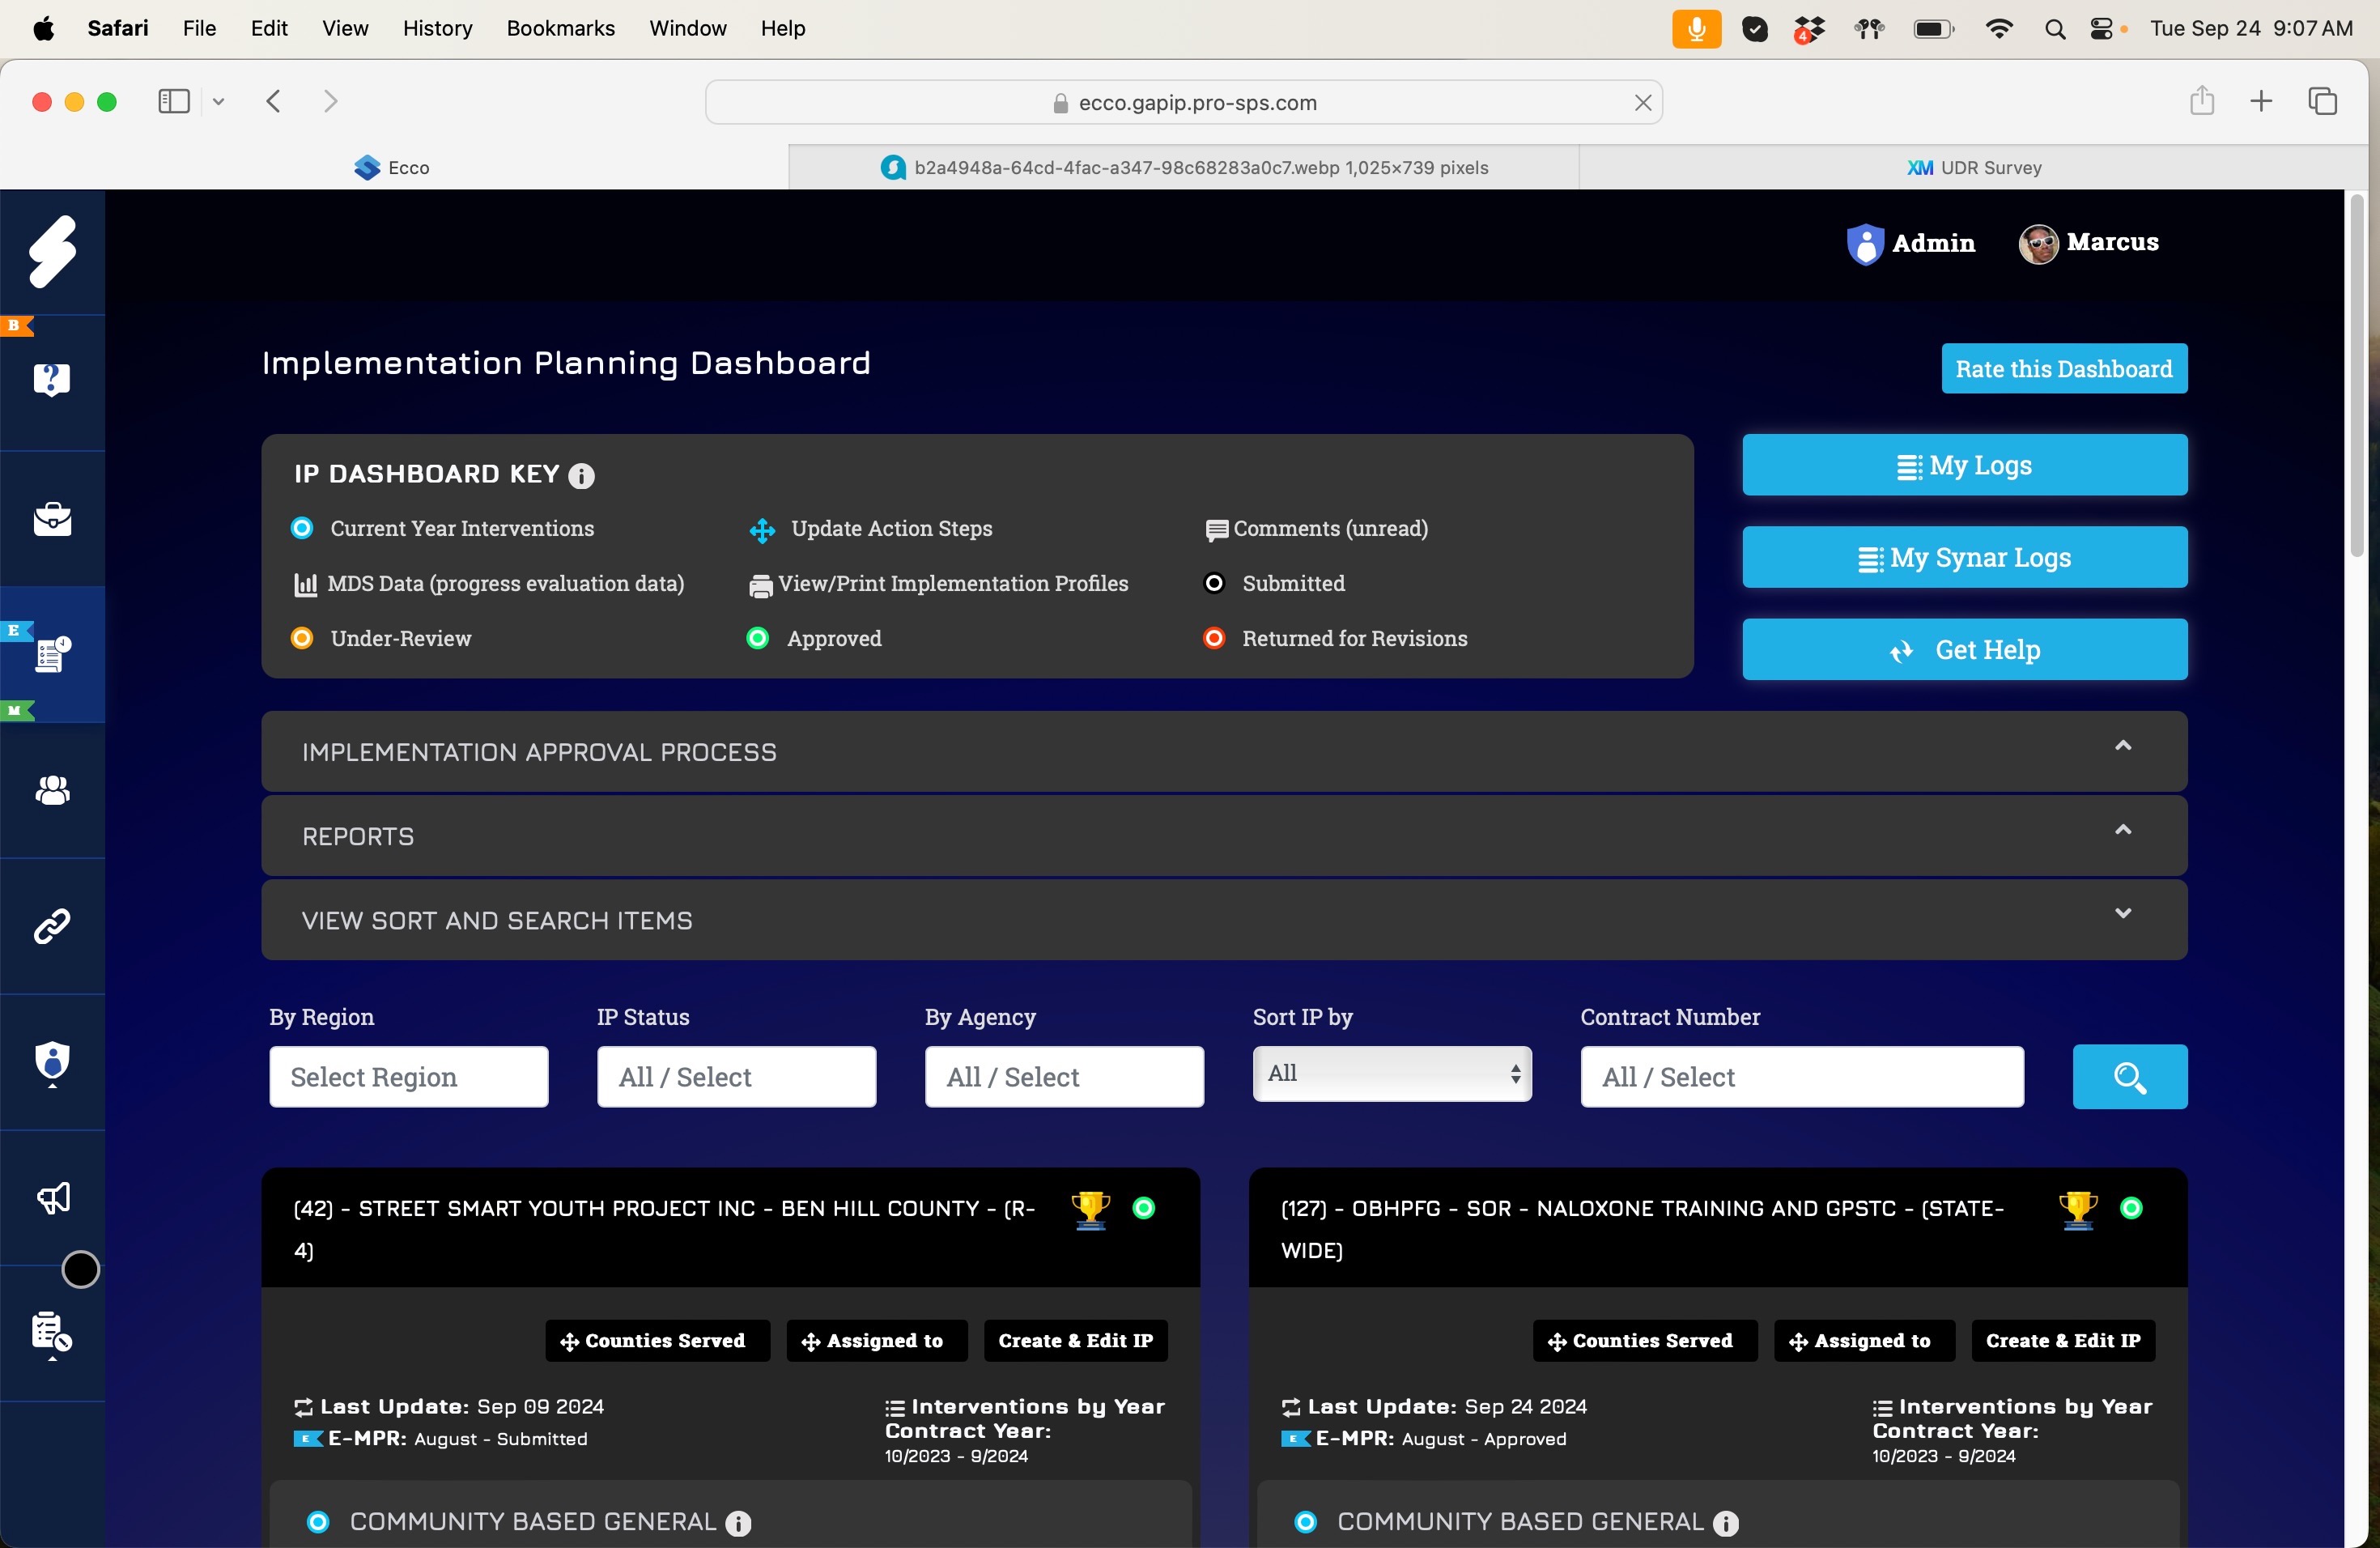 Safari File Edit View History Bookmarks Window Help 4 Tue Sep 24 9:07 AM
ecco.gapip.pro-sps.com
Ecco
b2a4948a-64cd-4fac-a347-98c68283a0c7.webp 1,025×739 pixels
XM UDR Survey
Admin Marcus
B
E
M
Implementation Planning Dashboard
Rate this Dashboard
IP DASHBOARD KEY
Current Year Interventions Update Action Steps Comments (unread)
MDS Data (progress evaluation data) View/Print Implementation Profiles Submitted
Under-Review Approved Returned for Revisions
My Logs
My Synar Logs
Get Help
IMPLEMENTATION APPROVAL PROCESS
REPORTS
VIEW SORT AND SEARCH ITEMS
By Region IP Status By Agency Sort IP by Contract Number
Select Region All / Select All / Select All All / Select
(42) - STREET SMART YOUTH PROJECT INC - BEN HILL COUNTY - (R-
4)
Counties Served Assigned to Create & Edit IP
Last Update: Sep 09 2024
E E-MPR: August - Submitted
Interventions by Year
Contract Year:
10/2023 - 9/2024
COMMUNITY BASED GENERAL
(127) - OBHPFG - SOR - NALOXONE TRAINING AND GPSTC - (STATE-
WIDE)
Counties Served Assigned to Create & Edit IP
Last Update: Sep 24 2024
E E-MPR: August - Approved
Interventions by Year
Contract Year:
10/2023 - 9/2024
COMMUNITY BASED GENERAL